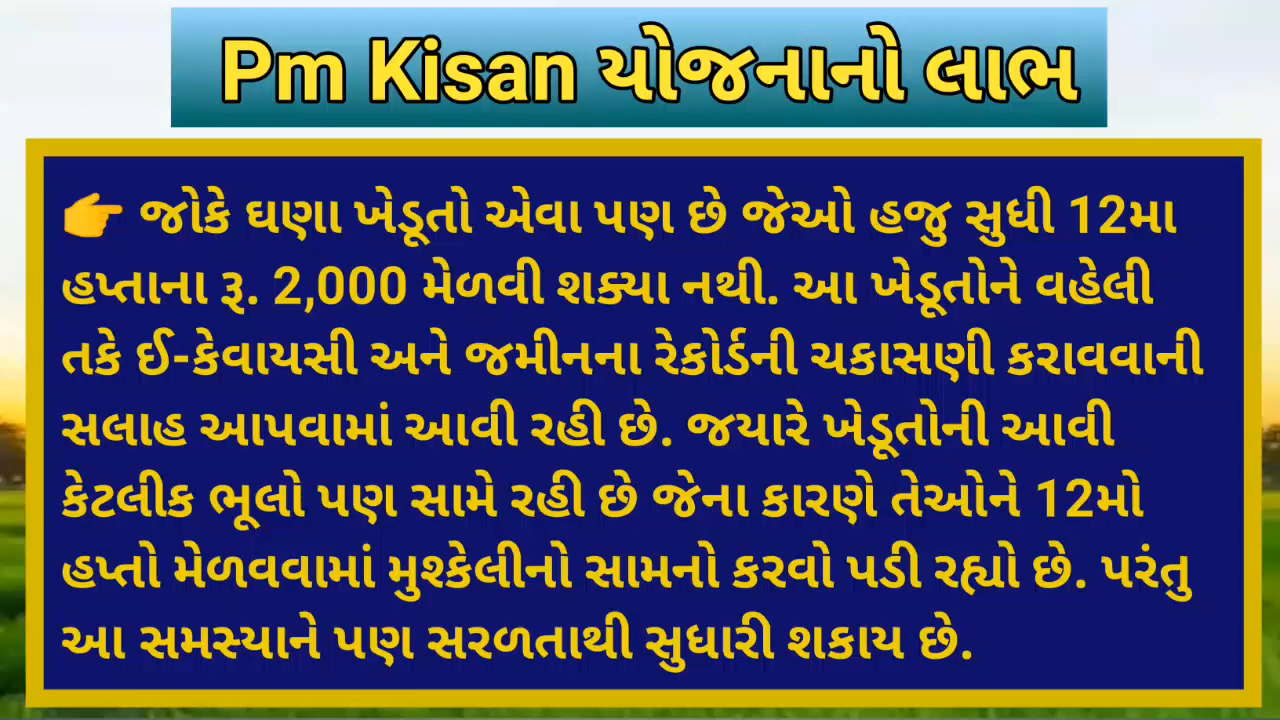 Pm Kisan યોજનાનો લાભ
👉 જોકે ઘણા ખેડૂતો એવા પણ છે જેઓ હજુ સુધી 12મા
હપ્તાના રૂ. 2,000 મેળવી શક્યા નથી. આ ખેડૂતોને વહેલી
તકે ઈ-કેવાયસી અને જમીનના રેકોર્ડની ચકાસણી કરાવવાની
સલાહ આપવામાં આવી રહી છે. જયારે ખેડૂતોની આવી
કેટલીક ભૂલો પણ સામે રહી છે જેના કારણે તેઓને 12મો
હપ્તો મેળવવામાં મુશ્કેલીનો સામનો કરવો પડી રહ્યો છે. પરંતુ
આ સમસ્યાને પણ સરળતાથી સુધારી શકાય છે.